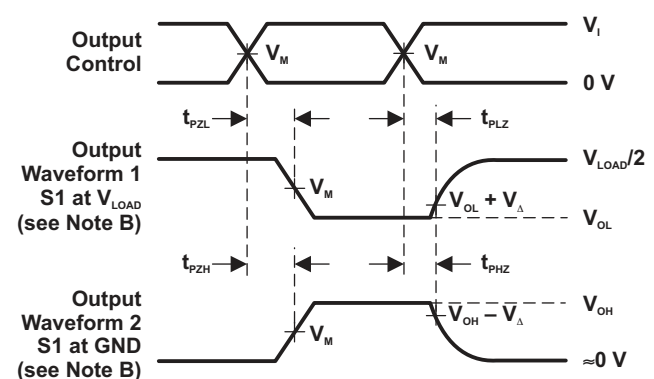 Output
Control
V_M
V_M
V_I
0 V
t_PZL
t_PLZ
Output
Waveform 1
S1 at V_LOAD
(see Note B)
V_M
V_OL + V_Δ
V_LOAD/2
V_OL
t_PZH
t_PHZ
Output
Waveform 2
S1 at GND
(see Note B)
V_M
V_OH – V_Δ
V_OH
≈0 V